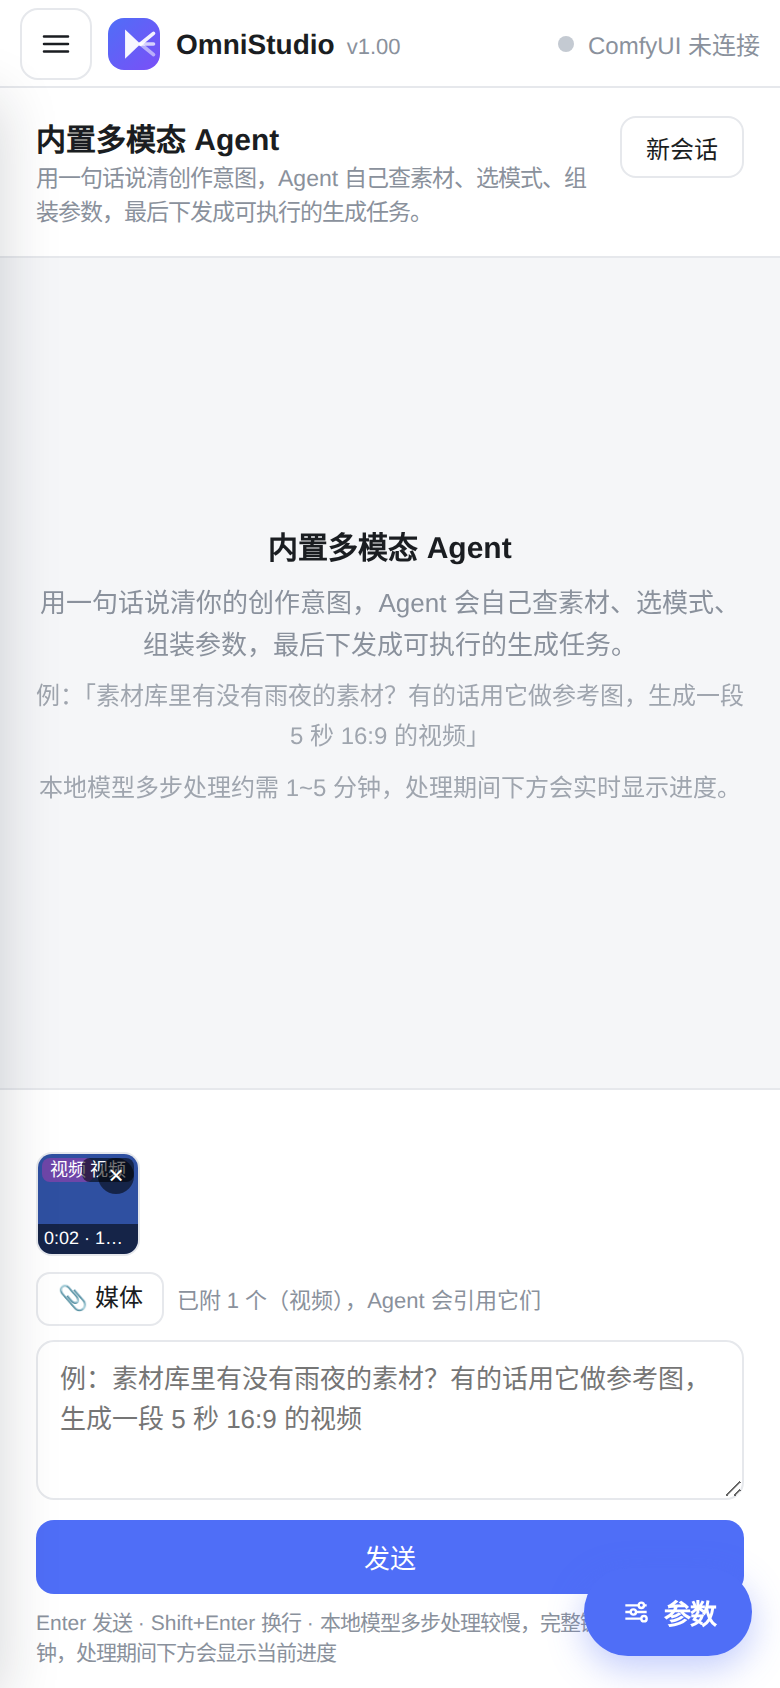 OmniStudio v1.00
ComfyUI 未连接
内置多模态 Agent
新会话
用一句话说清创作意图，Agent 自己查素材、选模式、组
装参数，最后下发成可执行的生成任务。
内置多模态 Agent
用一句话说清你的创作意图，Agent 会自己查素材、选模式、
组装参数，最后下发成可执行的生成任务。
例：「素材库里有没有雨夜的素材？有的话用它做参考图，生成一段
5 秒 16:9 的视频」
本地模型多步处理约需 1~5 分钟，处理期间下方会实时显示进度。
视频 视频
0:02 · 1…
媒体
已附 1 个（视频），Agent 会引用它们
例：素材库里有没有雨夜的素材？有的话用它做参考图，
生成一段 5 秒 16:9 的视频
发送
Enter 发送 · Shift+Enter 换行 · 本地模型多步处理较慢，完整
钟，处理期间下方会显示当前进度
参数